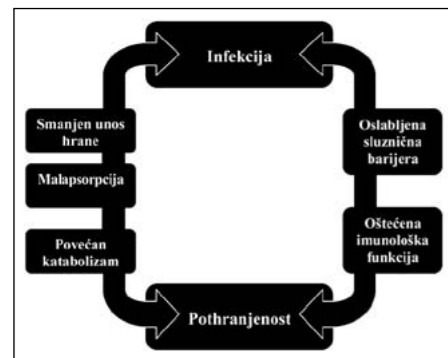 Infekcija
Smanjen unos
hrane
Malapsorpcija
Povećan
katabolizam
Oslabljena
sluznična
barijera
Oštećena
imunološka
funkcija
Pothranjenost